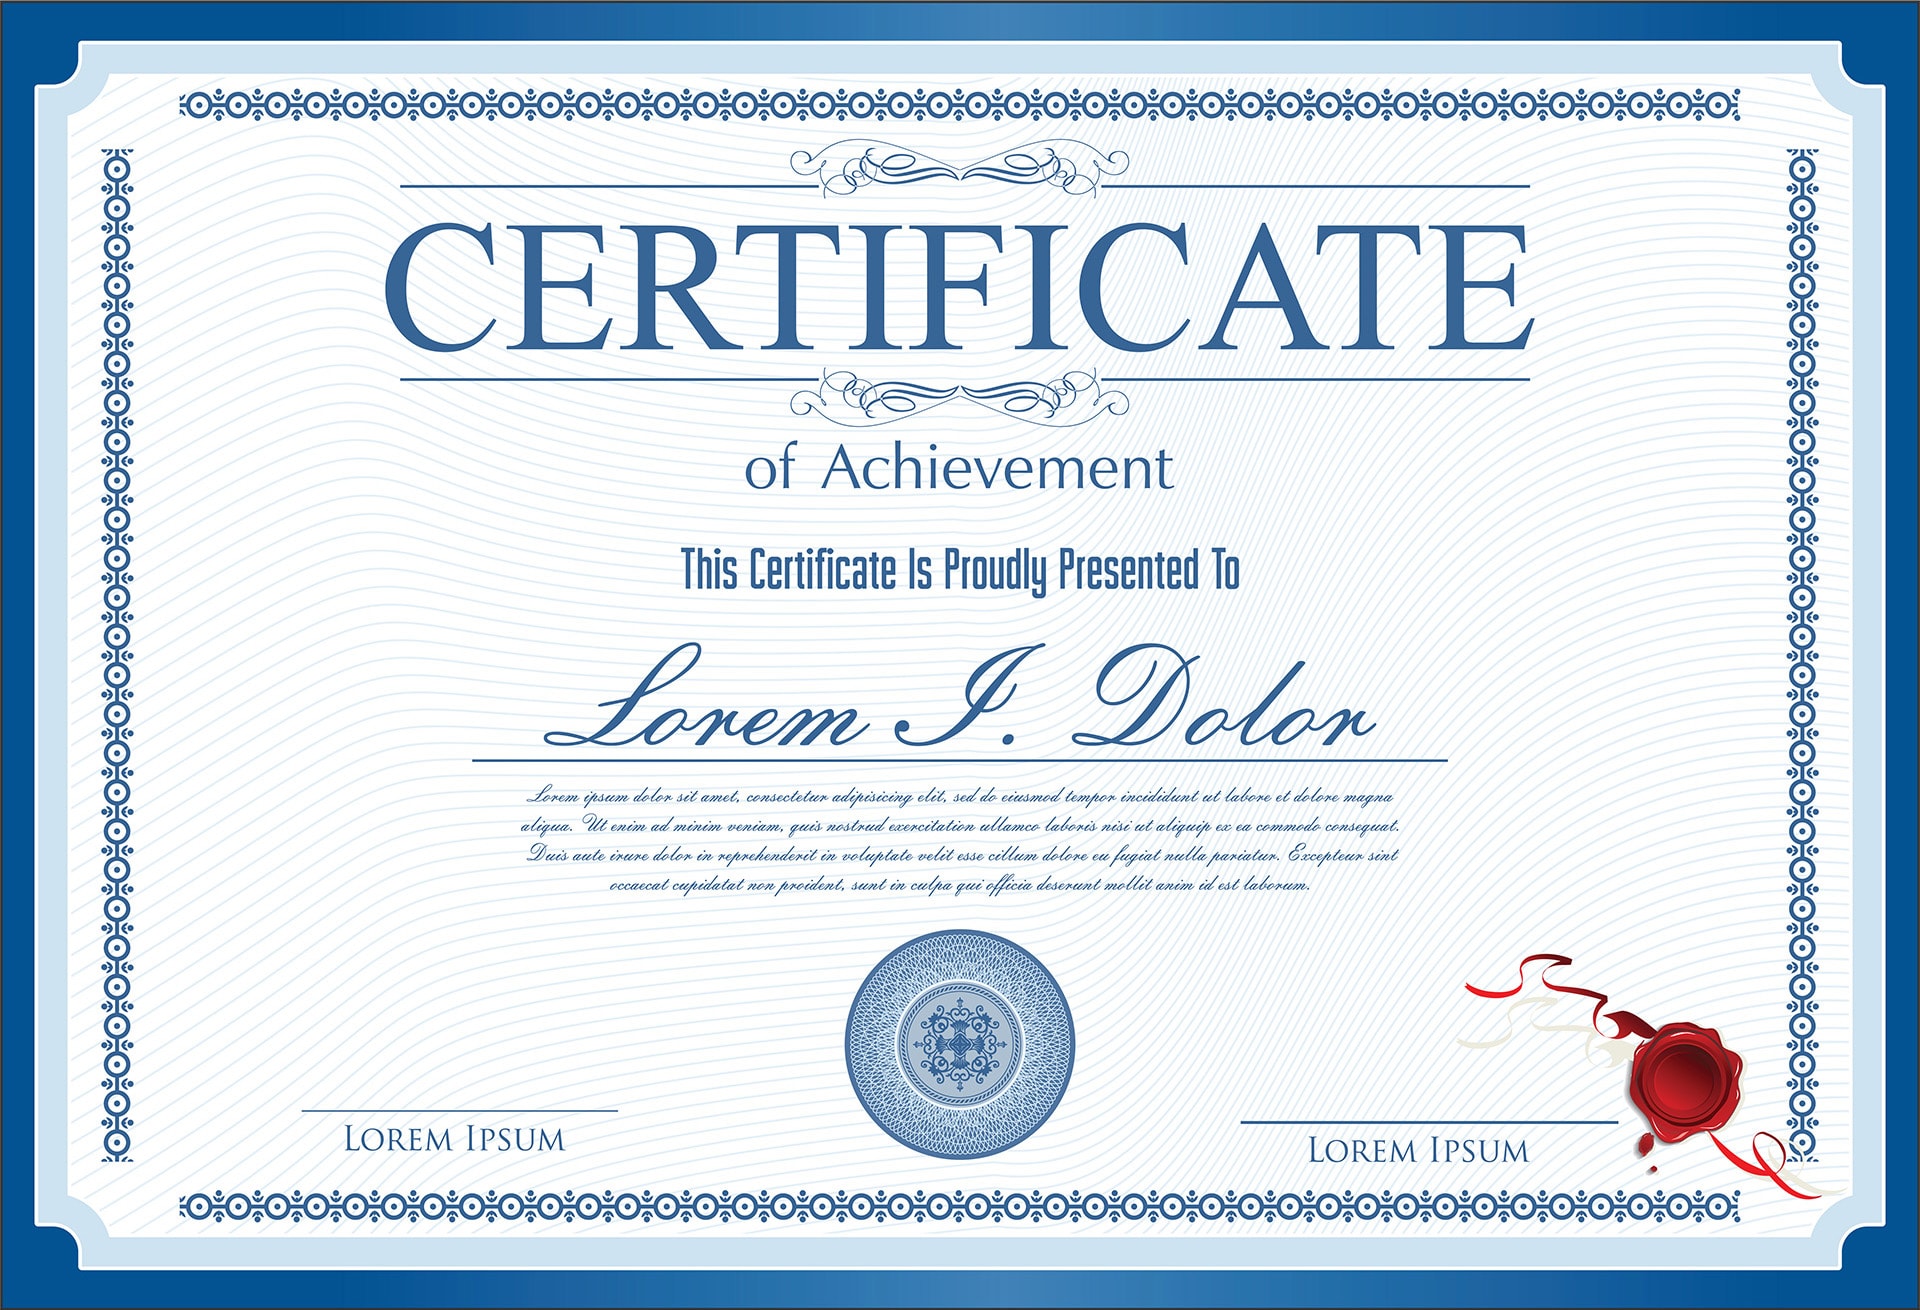 CERTIFICATE
of Achievement
This Certificate Is Proudly Presented To
Lorem I. Dolor
Lorem ipsum dolor sit amet, consectetur adipisicing elit, sed do eiusmod tempor incididunt ut labore et dolore magna
aliqua. Ut enim ad minim veniam, quis nostrud exercitation ullamco laboris nisi ut aliquip ex ea commodo consequat.
Duis aute irure dolor in reprehenderit in voluptate velit esse cillum dolore eu fugiat nulla pariatur. Excepteur sint
occaecat cupidatat non proident, sunt in culpa qui officia deserunt mollit anim id est laborum.
LOREM IPSUM
LOREM IPSUM